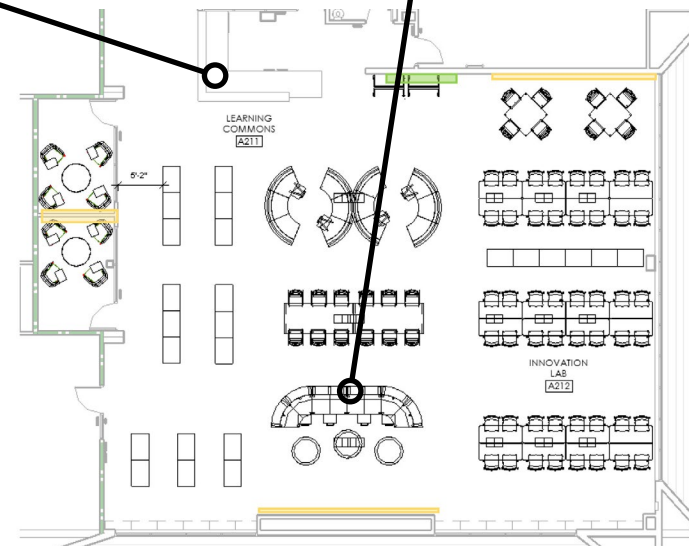 LEARNING
COMMONS
A211
5'-2"
INNOVATION
LAB
A212